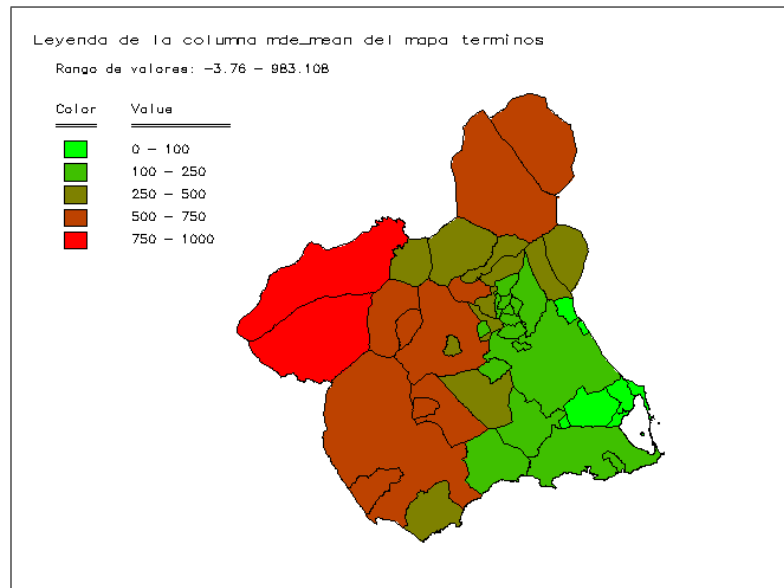 Leyenda de la columna mde_mean del mapa terminos
Rango de valores: -3.76 - 983.108
Color Value
0 - 100
100 - 250
250 - 500
500 - 750
750 - 1000